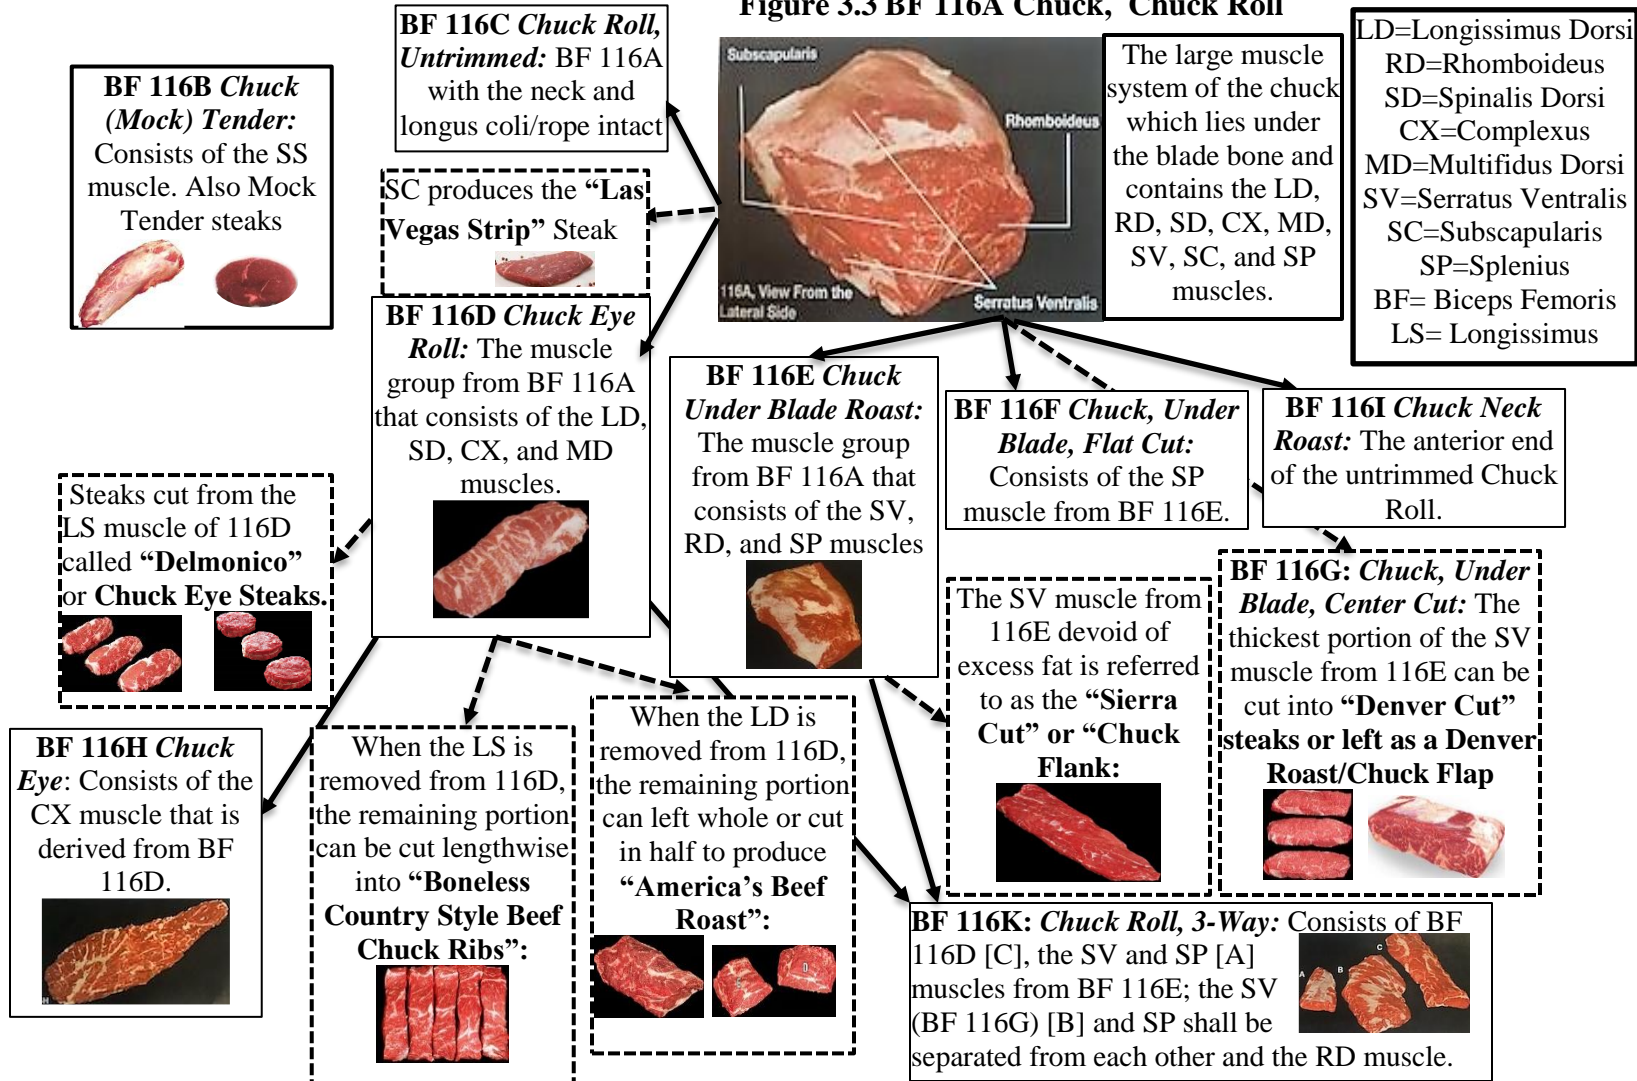 Figure 3.3 BF 116A Chuck, Chuck Roll
BF 116C Chuck Roll,
Untrimmed: BF 116A
with the neck and
longus coli/rope intact
Subscapularis
Rhomboideus
116A, View From the
Lateral Side
Serratus Ventralis
The large muscle
system of the chuck
which lies under
the blade bone and
contains the LD,
RD, SD, CX, MD,
SV, SC, and SP
muscles.
LD=Longissimus Dorsi
RD=Rhomboideus
SD=Spinalis Dorsi
CX=Complexus
MD=Multifidus Dorsi
SV=Serratus Ventralis
SC=Subscapularis
SP=Splenius
BF= Biceps Femoris
LS= Longissimus
BF 116B Chuck
(Mock) Tender:
Consists of the SS
muscle. Also Mock
Tender steaks
SC produces the “Las
Vegas Strip” Steak
BF 116D Chuck Eye
Roll: The muscle
group from BF 116A
that consists of the LD,
SD, CX, and MD
muscles.
BF 116E Chuck
Under Blade Roast:
The muscle group
from BF 116A that
consists of the SV,
RD, and SP muscles
BF 116F Chuck, Under
Blade, Flat Cut:
Consists of the SP
muscle from BF 116E.
BF 116I Chuck Neck
Roast: The anterior end
of the untrimmed Chuck
Roll.
Steaks cut from the
LS muscle of 116D
called “Delmonico”
or Chuck Eye Steaks.
The SV muscle from
116E devoid of
excess fat is referred
to as the “Sierra
Cut” or “Chuck
Flank:
BF 116G: Chuck, Under
Blade, Center Cut: The
thickest portion of the SV
muscle from 116E can be
cut into “Denver Cut”
steaks or left as a Denver
Roast/Chuck Flap
BF 116H Chuck
Eye: Consists of the
CX muscle that is
derived from BF
116D.
H
When the LS is
removed from 116D,
the remaining portion
can be cut lengthwise
into “Boneless
Country Style Beef
Chuck Ribs”:
When the LD is
removed from 116D,
the remaining portion
can left whole or cut
in half to produce
“America’s Beef
Roast”:
D
BF 116K: Chuck Roll, 3-Way: Consists of BF
116D [C], the SV and SP [A]
muscles from BF 116E; the SV
(BF 116G) [B] and SP shall be
separated from each other and the RD muscle.
A
B
C